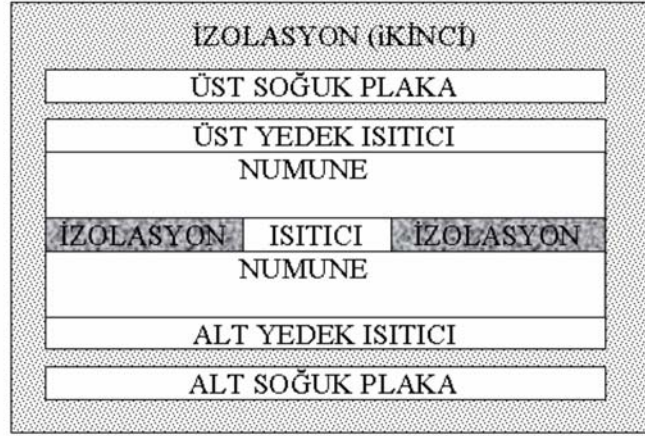 İZOLASYON (iKİNCİ)
ÜST SOĞUK PLAKA
ÜST YEDEK ISITICI
NUMUNE
İZOLASYON ISITICI İZOLASYON
NUMUNE
ALT YEDEK ISITICI
ALT SOĞUK PLAKA